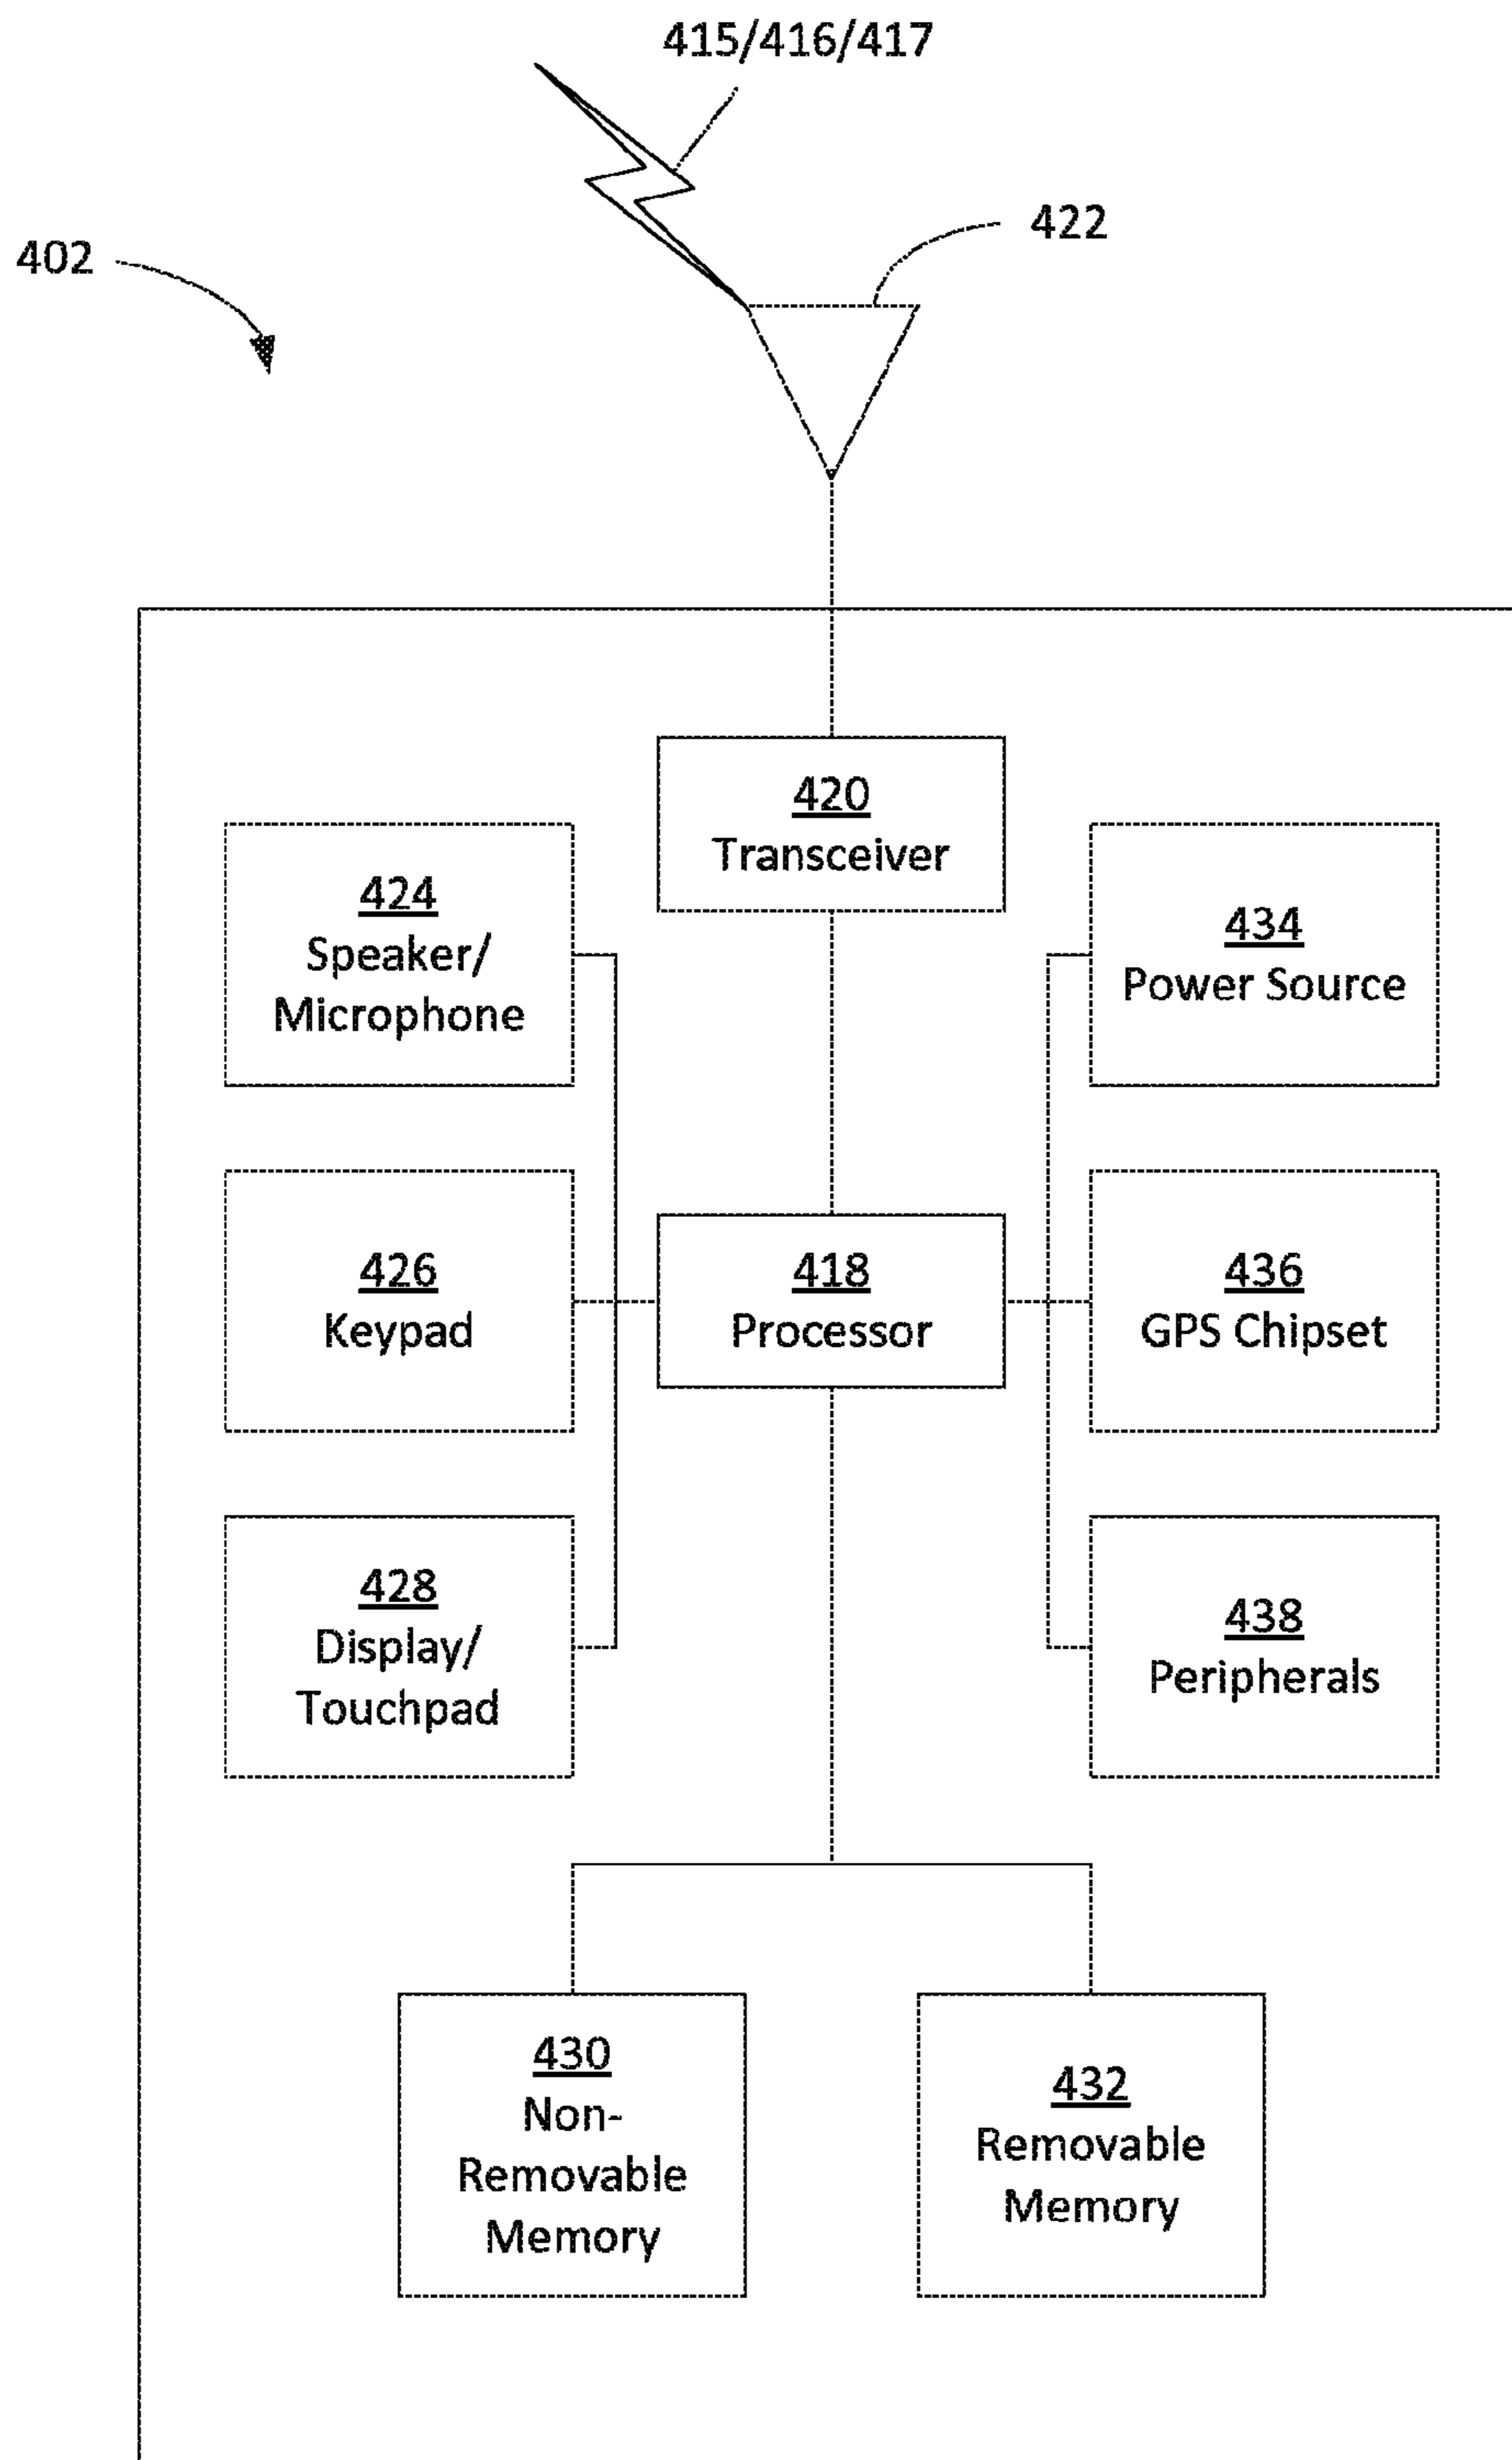 415/416/417
422
402
420
Transceiver
424
Speaker/
Microphone
434
Power Source
426
Keypad
418
Processor
436
GPS Chipset
428
Display/
Touchpad
438
Peripherals
430
Non-
Removable
Memory
432
Removable
Memory